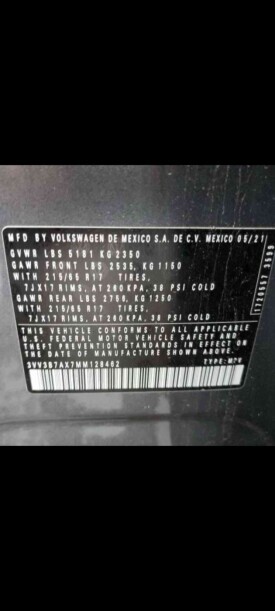 MFD BY VOLKSWAGEN DE MEXICO S.A. DE C.V. MEXICO 05/21
GVWR LBS 5181 KG 2350
GAWR FRONT LBS 2535, KG 1150
WITH 215/65 R17 TIRES,
7JX17 RIMS, AT 260 KPA, 38 PSI COLD
GAWR REAR LBS 2756, KG 1250
WITH 215/65 R17 TIRES,
7JX17 RIMS, AT 260 KPA, 38 PSI COLD
THIS VEHICLE CONFORMS TO ALL APPLICABLE
U.S. FEDERAL MOTOR VEHICLE SAFETY AND
THEFT PREVENTION STANDARDS IN EFFECT ON
THE DATE OF MANUFACTURE SHOWN ABOVE.
TYPE: MPV